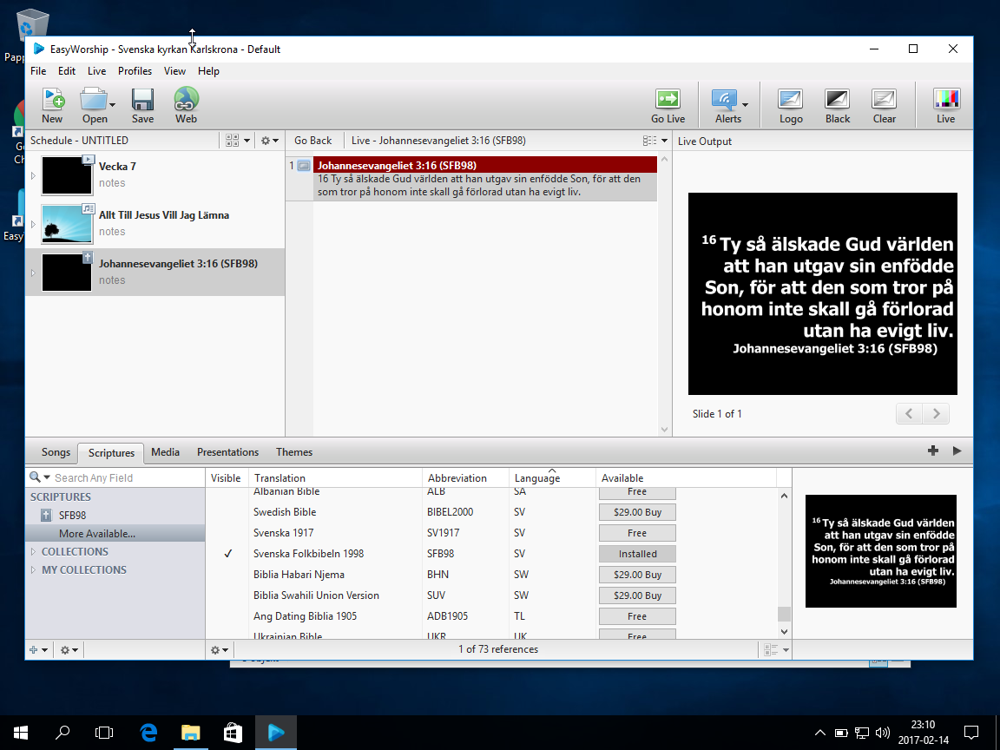 Papp
Go
Ch
Easy
EasyWorship - Svenska kyrkan Karlskrona - Default
File Edit Live Profiles View Help
New Open Save Web Go Live Alerts Logo Black Clear Live
Schedule - UNTITLED
Go Back
Live - Johannesevangeliet 3:16 (SFB98)
Live Output
Vecka 7
notes
Allt Till Jesus Vill Jag Lämna
notes
Johannesevangeliet 3:16 (SFB98)
notes
1 Johannesevangeliet 3:16 (SFB98)
16 Ty så älskade Gud världen att han utgav sin enfödde Son, för att den
som tror på honom inte skall gå förlorad utan ha evigt liv.
16 Ty så älskade Gud världen
att han utgav sin enfödde
Son, för att den som tror på
honom inte skall gå förlorad
utan ha evigt liv.
Johannesevangeliet 3:16 (SFB98)
Slide 1 of 1
Songs Scriptures Media Presentations Themes
Search Any Field
SCRIPTURES
SFB98
More Available...
COLLECTIONS
MY COLLECTIONS
Visible Translation Abbreviation Language Available
Albanian Bible ALB SA Free
Swedish Bible BIBEL2000 SV $29.00 Buy
Svenska 1917 SV1917 SV Free
✓ Svenska Folkbibeln 1998 SFB98 SV Installed
Biblia Habari Njema BHN SW $29.00 Buy
Biblia Swahili Union Version SUV SW $29.00 Buy
Ang Dating Biblia 1905 ADB1905 TL Free
Ukrainian Bible UKR UK Free
1 of 73 references
16 Ty så älskade Gud världen
att han utgav sin enfödde
Son, för att den som tror på
honom inte skall gå förlorad
utan ha evigt liv.
Johannesevangeliet 3:16 (SFB98)
23:10
2017-02-14